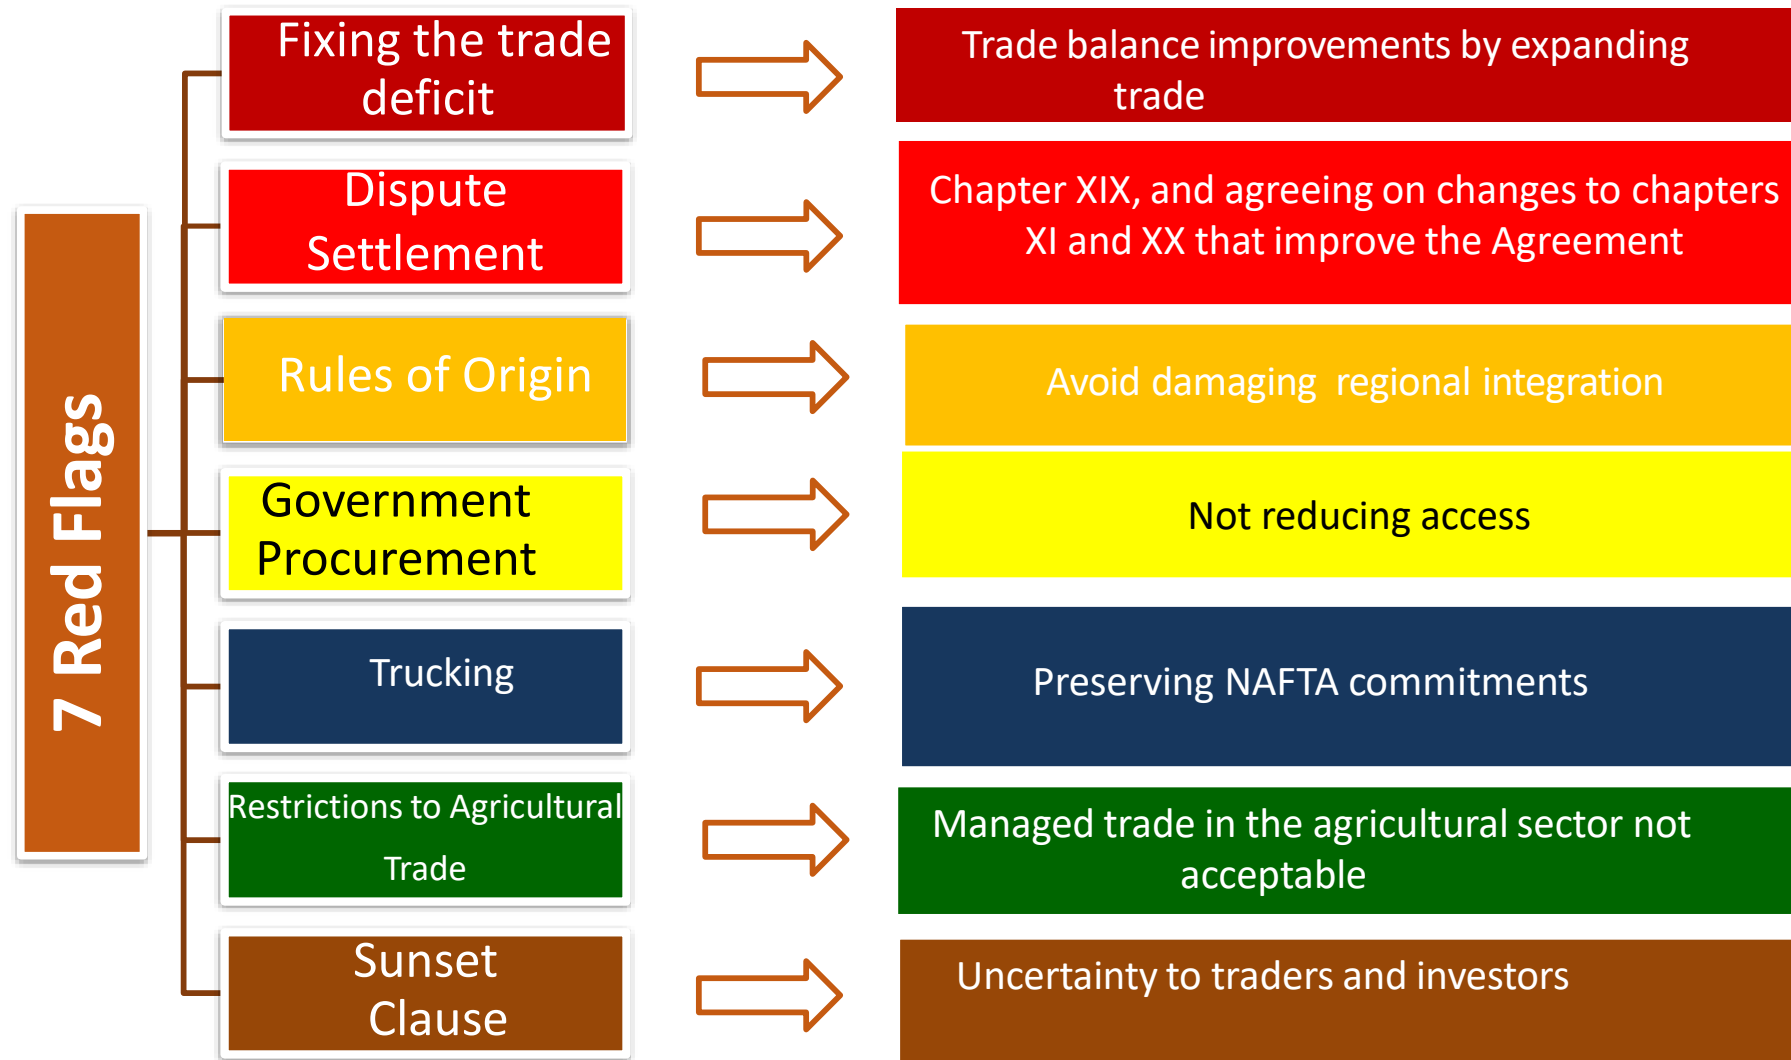 7 Red Flags
Fixing the trade
deficit
Trade balance improvements by expanding
trade
Dispute
Settlement
Chapter XIX, and agreeing on changes to chapters
XI and XX that improve the Agreement
Rules of Origin
Avoid damaging regional integration
Government
Procurement
Not reducing access
Trucking
Preserving NAFTA commitments
Restrictions to Agricultural
Trade
Managed trade in the agricultural sector not
acceptable
Sunset
Clause
Uncertainty to traders and investors